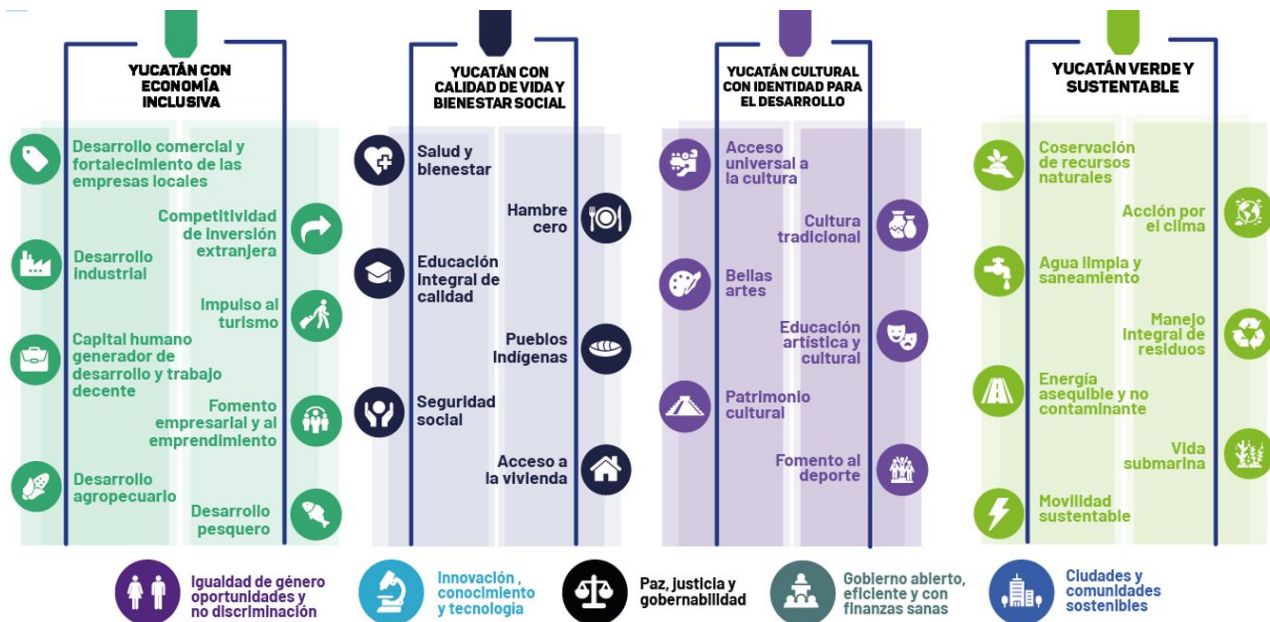 YUCATÁN CON
ECONOMÍA
INCLUSIVA
Desarrollo comercial y
fortalecimiento de las
empresas locales
Competitividad
de inversión
extranjera
Desarrollo
industrial
Impulso al
turismo
Capital humano
generador de
desarrollo y trabajo
decente
Fomento
empresarial y al
emprendimiento
Desarrollo
agropecuario
Desarrollo
pesquero
YUCATÁN CON
CALIDAD DE VIDA Y
BIENESTAR SOCIAL
Salud y
bienestar
Hambre
cero
Educación
integral de
calidad
Pueblos
indígenas
Seguridad
social
Acceso a
la vivienda
YUCATÁN CULTURAL
CON IDENTIDAD PARA
EL DESARROLLO
Acceso
universal a
la cultura
Cultura
tradicional
Bellas
artes
Educación
artística y
cultural
Patrimonio
cultural
Fomento al
deporte
YUCATÁN VERDE Y
SUSTENTABLE
Coservación
de recursos
naturales
Acción por
el clima
Agua limpia y
saneamiento
Manejo
integral de
residuos
Energía
asequible y no
contaminante
Vida
submarina
Movilidad
sustentable
Igualdad de género
oportunidades y
no discriminación
Innovación ,
conocimiento
y tecnología
Paz, justicia y
gobernabilidad
Gobierno abierto,
eficiente y con
finanzas sanas
Ciudades y
comunidades
sostenibles